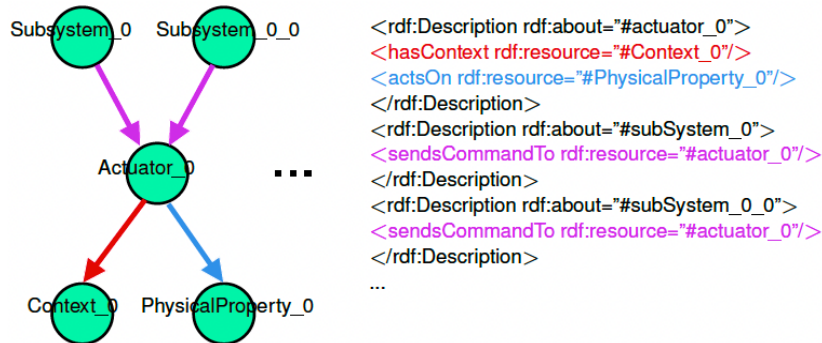 Subsystem_0 Subsystem_0_0
Actuator_0
...
Context_0 PhysicalProperty_0
<rdf:Description rdf:about=”#actuator_0”>
<hasContext rdf:resource=”#Context_0”/>
<actsOn rdf:resource=”#PhysicalProperty_0”/>
</rdf:Description>
<rdf:Description rdf:about=”#subSystem_0”>
<sendsCommandTo rdf:resource=”#actuator_0”/>
</rdf:Description>
<rdf:Description rdf:about=”#subSystem_0_0”>
<sendsCommandTo rdf:resource=”#actuator_0”/>
</rdf:Description>
...